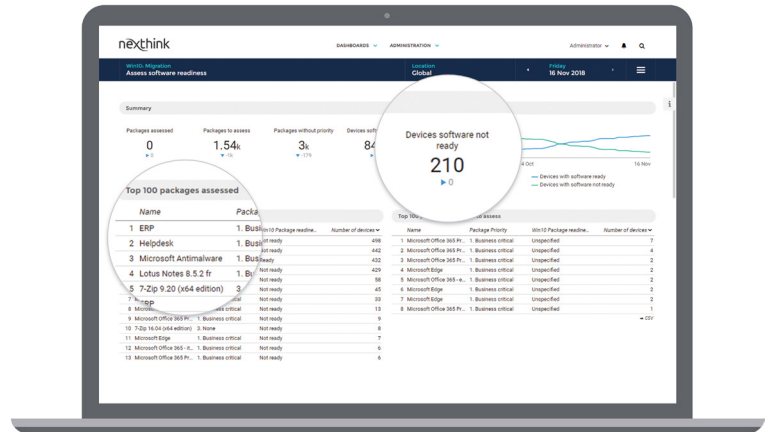 nexthink
DASHBOARDS
ADMINISTRATION
Administrator
Win10. Migration
Assess software readiness
Location
Global
Friday
16 Nov 2018
Summary
i
Packages assessed
0
0
Packages to assess
1.54k
-1k
Packages without priority
3k
-179
Devices soft
84
Devices software not
ready
210
0
Oct
16 Nov
Devices with software ready
Devices with software not ready
Top 100 packages assessed
Name Packa
1 ERP 1. Busi
2 Helpdesk 1. Busi
3 Microsoft Antimalware 1. Bus
4 Lotus Notes 8.5.2 fr 1. Bu
5 7-Zip 9.20 (x64 edition) 3
Win10 Package readine... Number of devices
ot ready 498
ot ready 442
Ready 432
Not ready 429
Not ready 58
Not ready 45
7 Not ready 33
8 Micros Not ready 13
9 Microsoft Office 365 Pr... 1. Business critical Not ready 9
10 7-Zip 16.04 (x64 edition) 3. None Not ready 8
11 Microsoft Edge 1. Business critical Not ready 7
12 Microsoft Office 365 - it... 1. Business critical Not ready 6
13 Microsoft Office 365 Pr... 1. Business critical Not ready 6
Top 100 to assess
Name Package Priority Win10 Package readine... Number of devices
1 Microsoft Office 365 Pr... 1. Business critical Unspecified 7
2 Microsoft Office 365 Pr... 1. Business critical Unspecified 4
3 Microsoft Office 365 Pr... 1. Business critical Unspecified 2
4 Microsoft Edge 1. Business critical Unspecified 2
5 Microsoft Office 365 - e... 1. Business critical Unspecified 2
6 Microsoft Edge 1. Business critical Unspecified 2
7 Microsoft Edge 1. Business critical Unspecified 2
8 Microsoft Office 365 Pr... 1. Business critical Unspecified 1
CSV